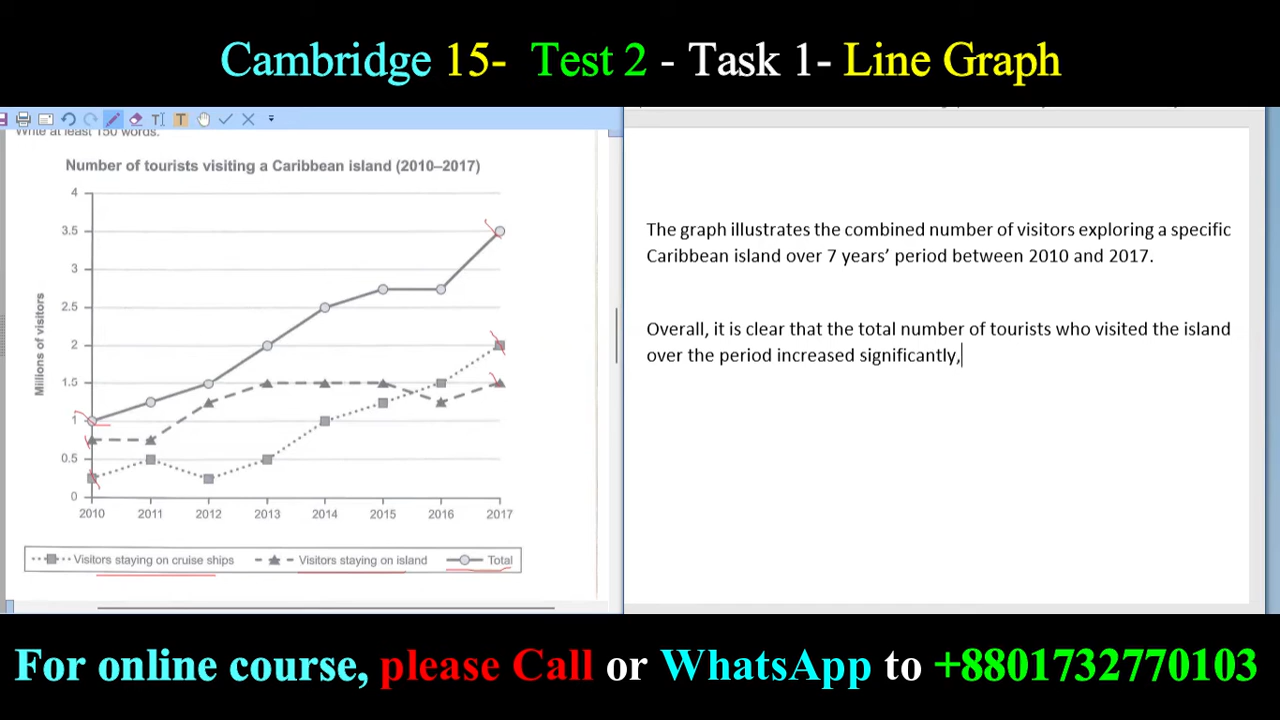 Cambridge 15- Test 2 - Task 1- Line Graph
Write at least 150 words.
Number of tourists visiting a Caribbean island (2010–2017)
Millions of visitors
4
3.5
3
2.5
2
1.5
1
0.5
0
2010 2011 2012 2013 2014 2015 2016 2017
Visitors staying on cruise ships Visitors staying on island Total
The graph illustrates the combined number of visitors exploring a specific
Caribbean island over 7 years’ period between 2010 and 2017.
Overall, it is clear that the total number of tourists who visited the island
over the period increased significantly,
For online course, please Call or WhatsApp to +8801732770103